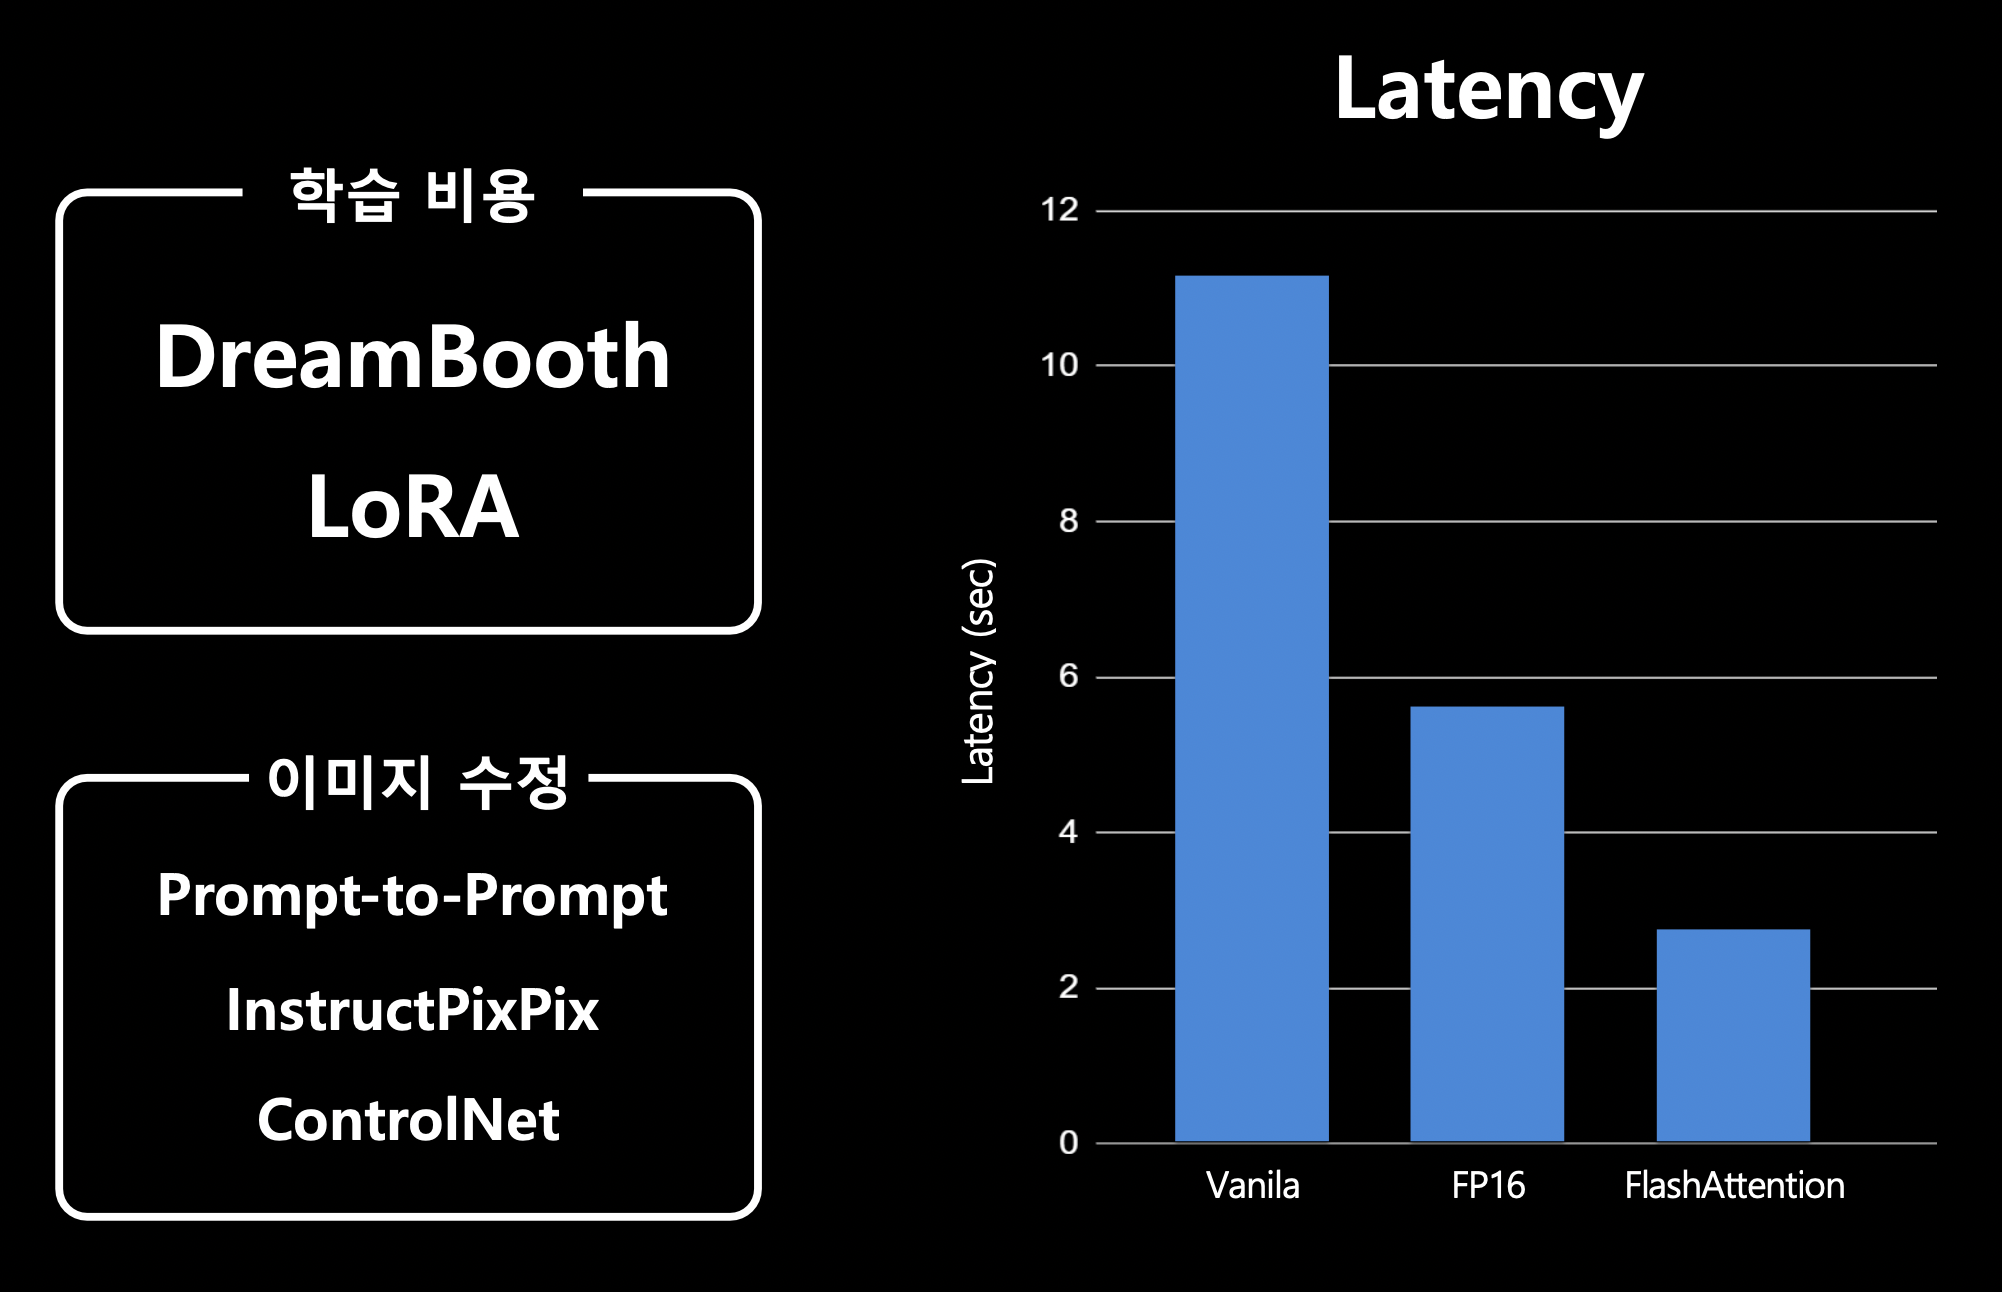 학습 비용
DreamBooth
LoRA
이미지 수정
Prompt-to-Prompt
InstructPixPix
ControlNet
Latency
Latency (sec)
12
10
8
6
4
2
0
Vanila FP16 FlashAttention